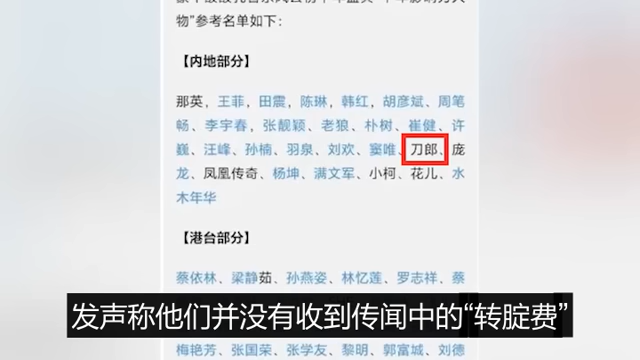 物”参考名单如下：
【内地部分】
那英，王菲，田震，陈琳，韩红，胡彦斌、周笔
畅、李宇春，张靓颖、老狼、朴树、崔健、许
巍、汪峰、孙楠、羽泉、刘欢、窦唯、刀郎、庞
龙、凤凰传奇、杨坤、满文军、小柯、花儿、水
木年华
【港台部分】
蔡依林、梁静茹、孙燕姿、林忆莲、罗志祥、蔡
发声称他们并没有收到传闻中的“转腚费”
梅艳芳、张国荣、张学友、黎明、郭富城、刘德